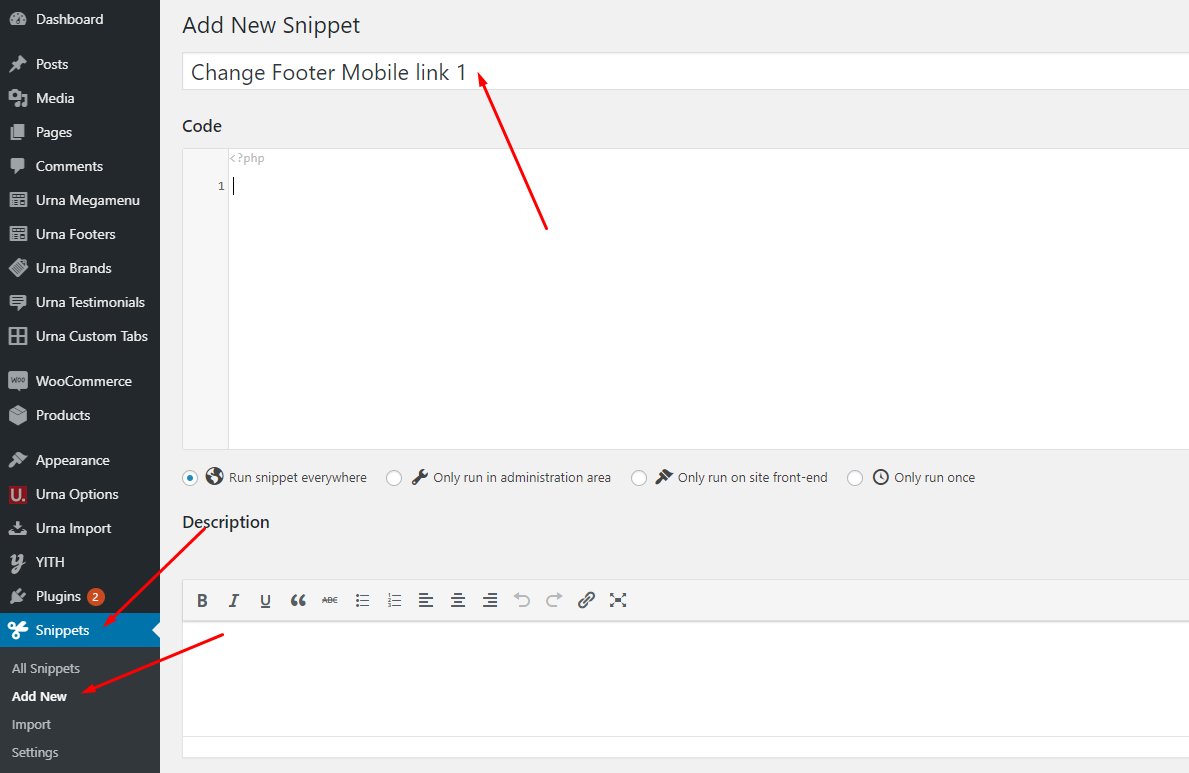 Dashboard
Posts
Media
Pages
Comments
Urna Megamenu
Urna Footers
Urna Brands
Urna Testimonials
Urna Custom Tabs
WOO WooCommerce
Products
Appearance
U. Urna Options
Urna Import
y YITH
Plugins 2
Snippets
All Snippets
Add New
Import
Settings
Add New Snippet
Change Footer Mobile link 1
Code
<?php
1
Run snippet everywhere Only run in administration area Only run on site front-end Only run once
Description
B I U “ ABC